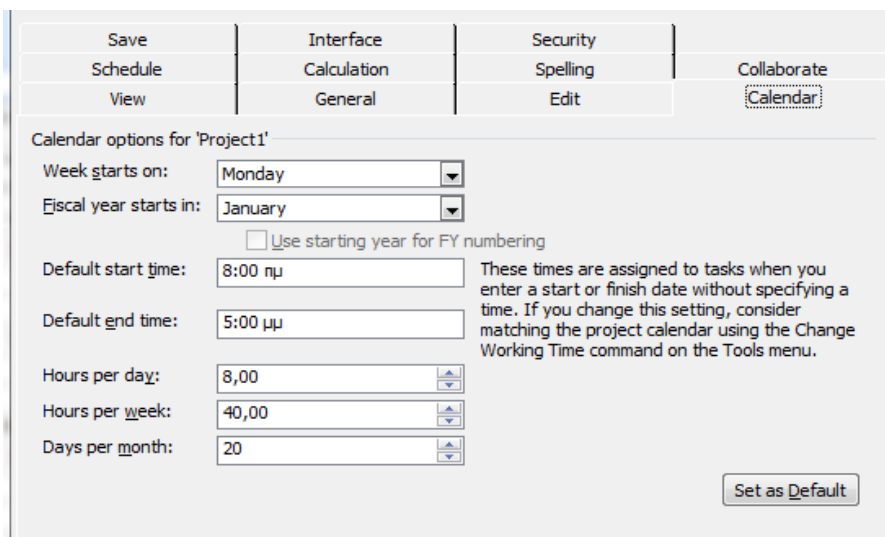 Save Interface Security
Schedule Calculation Spelling Collaborate
View General Edit Calendar
Calendar options for 'Project1'
Week starts on: Monday
Fiscal year starts in: January
Use starting year for FY numbering
Default start time: 8:00 πμ
These times are assigned to tasks when you
enter a start or finish date without specifying a
time. If you change this setting, consider
matching the project calendar using the Change
Working Time command on the Tools menu.
Default end time: 5:00 μμ
Hours per day: 8,00
Hours per week: 40,00
Days per month: 20
Set as Default